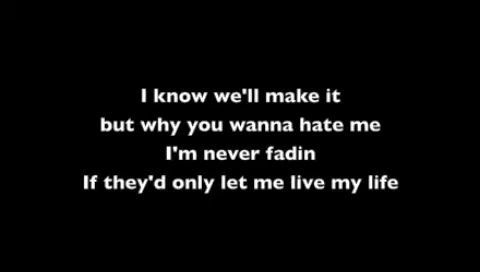 I know we'll make it
but why you wanna hate me
I'm never fadin
If they'd only let me live my life